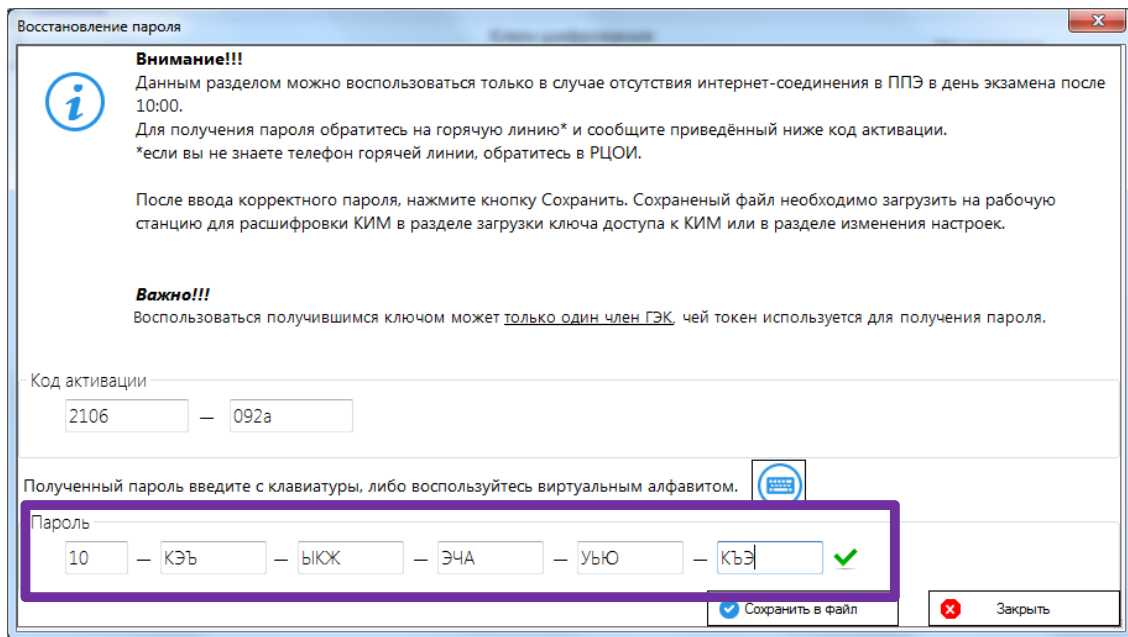 Восстановление пароля
Внимание!!!
Данным разделом можно воспользоваться только в случае отсутствия интернет-соединения в ППЭ в день экзамена после
10:00.
Для получения пароля обратитесь на горячую линию* и сообщите приведённый ниже код активации.
*если вы не знаете телефон горячей линии, обратитесь в РЦОИ.
После ввода корректного пароля, нажмите кнопку Сохранить. Сохраненый файл необходимо загрузить на рабочую
станцию для расшифровки КИМ в разделе загрузки ключа доступа к КИМ или в разделе изменения настроек.
Важно!!!
Воспользоваться получившимся ключом может только один член ГЭК, чей токен используется для получения пароля.
Код активации
2106 — 092a
Полученный пароль введите с клавиатуры, либо воспользуйтесь виртуальным алфавитом.
Пароль
10 — КЭЪ — ЫКЖ — ЭЧА — УЬЮ — КЪЭ
Сохранить в файл Закрыть